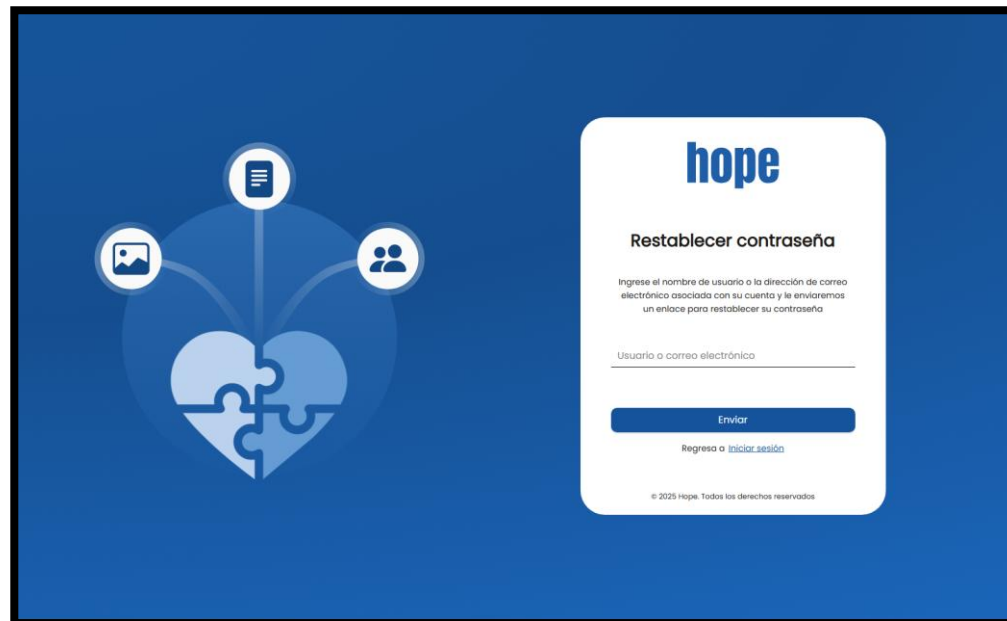 hope
Restablecer contraseña
Ingrese el nombre de usuario o la dirección de correo
electrónico asociada con su cuenta y le enviaremos
un enlace para restablecer su contraseña
Usuario o correo electrónico
Enviar
Regresa a Iniciar sesión
© 2025 Hope. Todos los derechos reservados